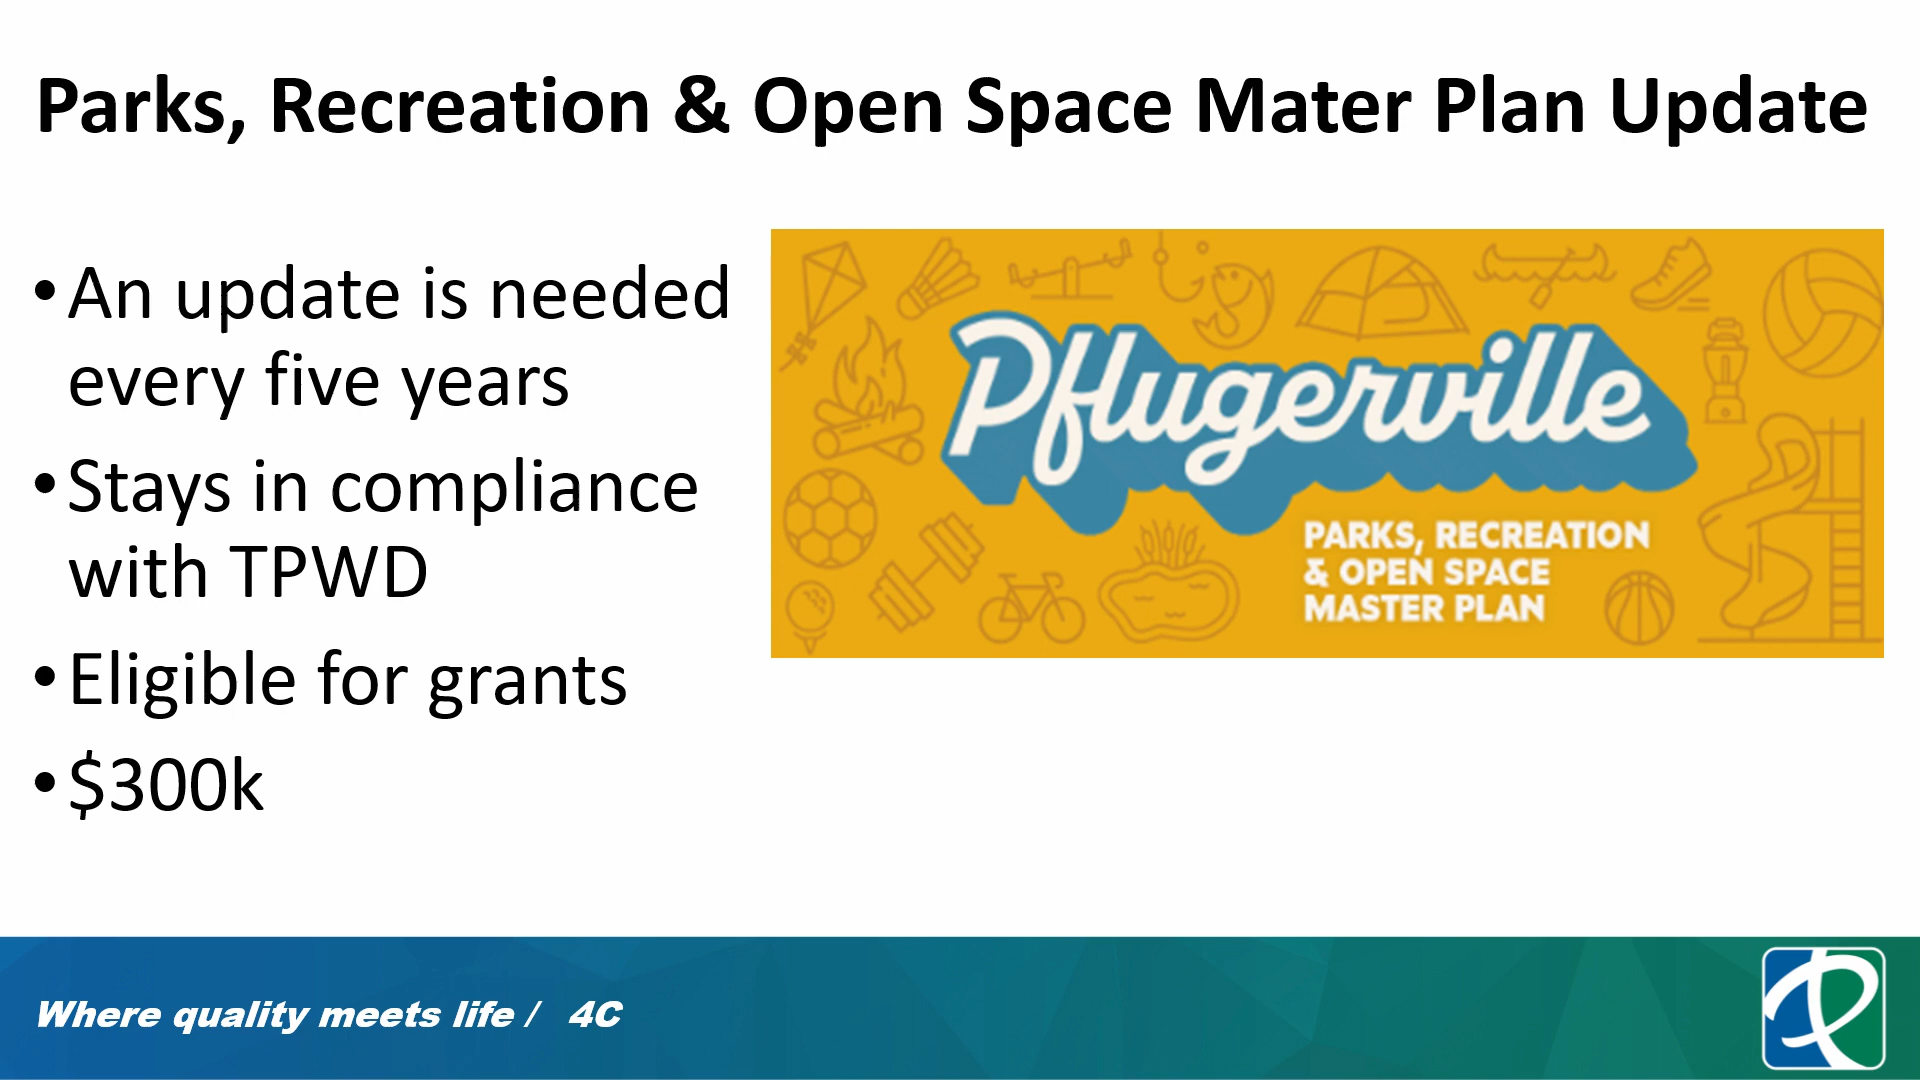 Parks, Recreation & Open Space Mater Plan Update
•An update is needed
every five years
•Stays in compliance
with TPWD
•Eligible for grants
•$300k
Pflugerville
PARKS, RECREATION
& OPEN SPACE
MASTER PLAN
Where quality meets life / 4C